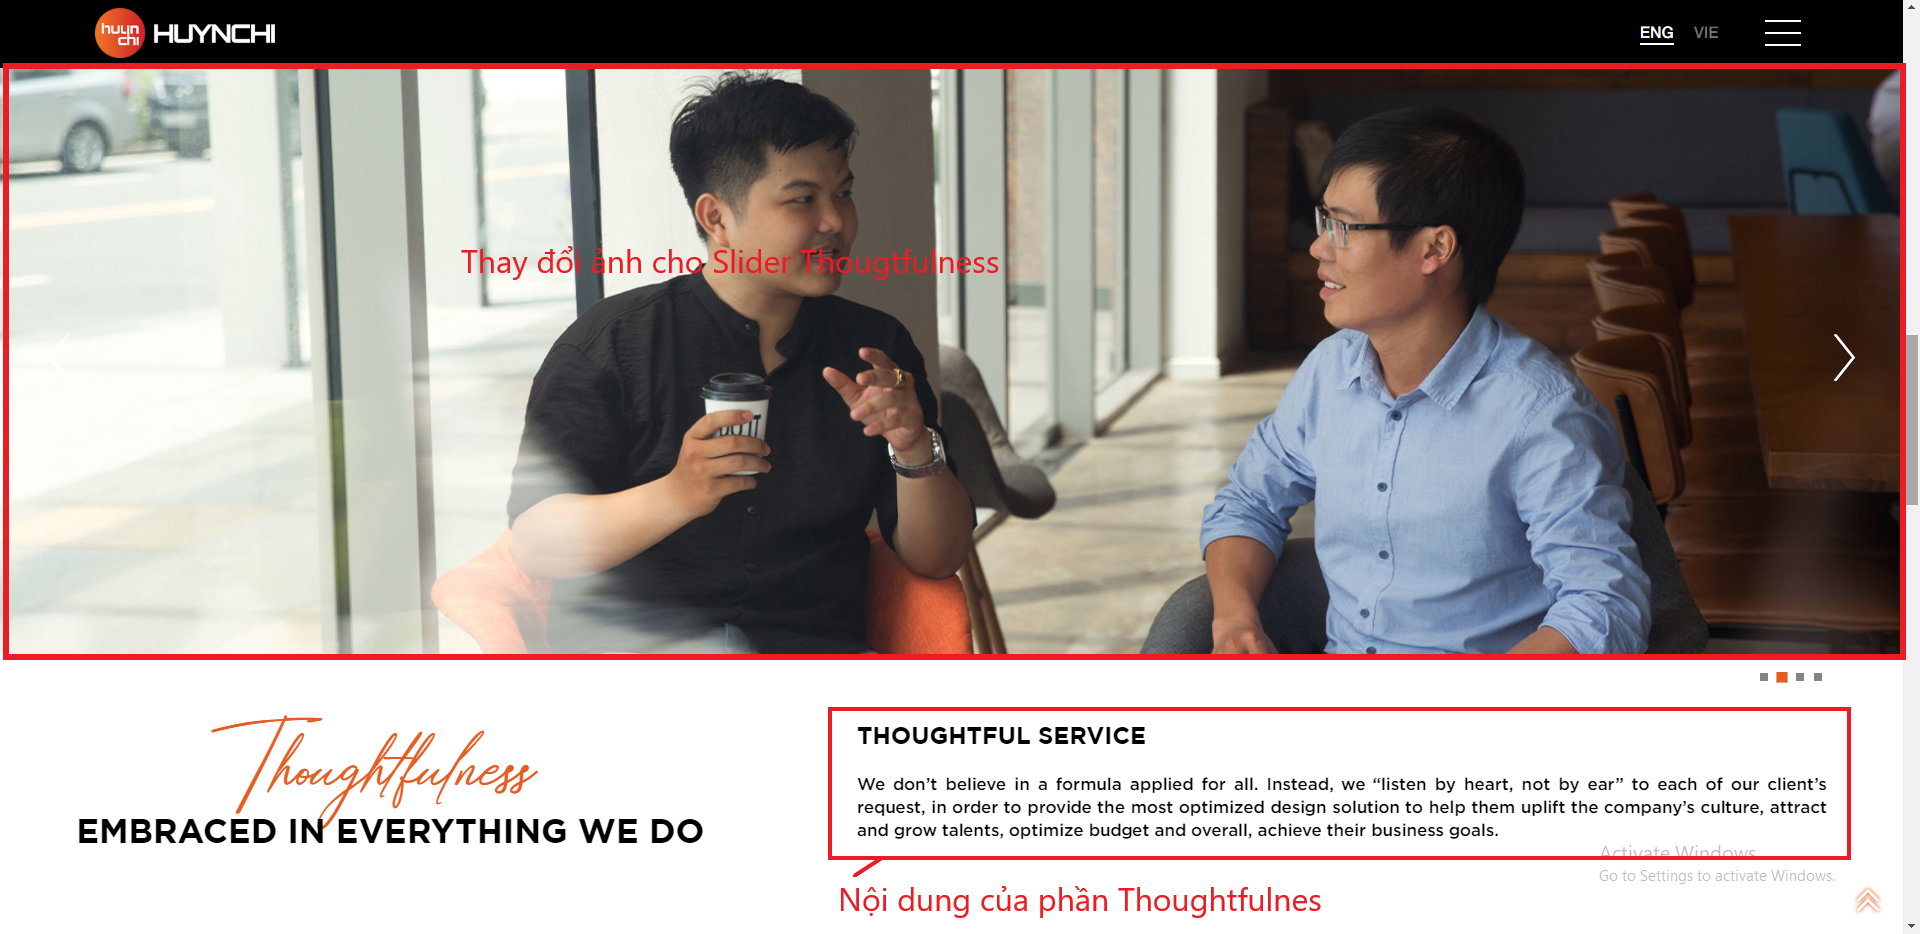 huyn
chi
HUYNCHI
ENG VIE
Thay đổi ảnh cho Slider Thougtfulness
Thoughtfulness
EMBRACED IN EVERYTHING WE DO
THOUGHTFUL SERVICE
We don’t believe in a formula applied for all. Instead, we “listen by heart, not by ear” to each of our client’s
request, in order to provide the most optimized design solution to help them uplift the company’s culture, attract
and grow talents, optimize budget and overall, achieve their business goals.
Activate Windows
Go to Settings to activate Windows.
Nội dung của phần Thoughtfulnes